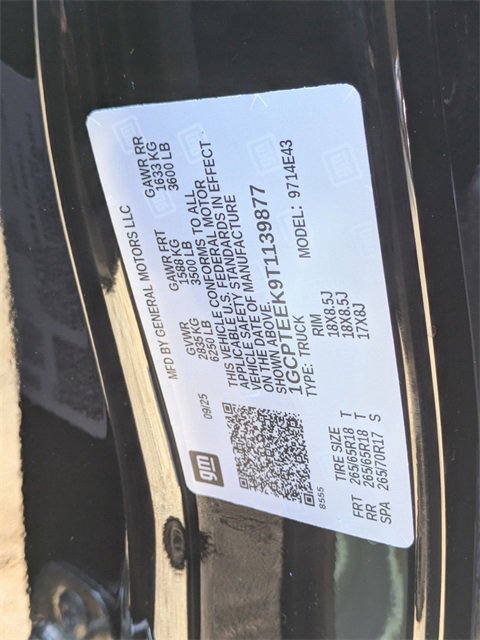 gm
09/25
MFD BY GENERAL MOTORS LLC
GVWR GAWR FRT GAWR RR
2835 KG 1588 KG 1633 KG
6250 LB 3500 LB 3600 LB
THIS VEHICLE CONFORMS TO ALL
APPLICABLE U.S. FEDERAL MOTOR
VEHICLE SAFETY STANDARDS IN EFFECT
ON THE DATE OF MANUFACTURE
SHOWN ABOVE.
1GCPTEEK9T1139877
TYPE: TRUCK MODEL: 9714E43
8555
TIRE SIZE RIM
FRT 265/65R18 T 18X8.5J
RR 265/65R18 T 18X8.5J
SPA 265/70R17 S 17X8J